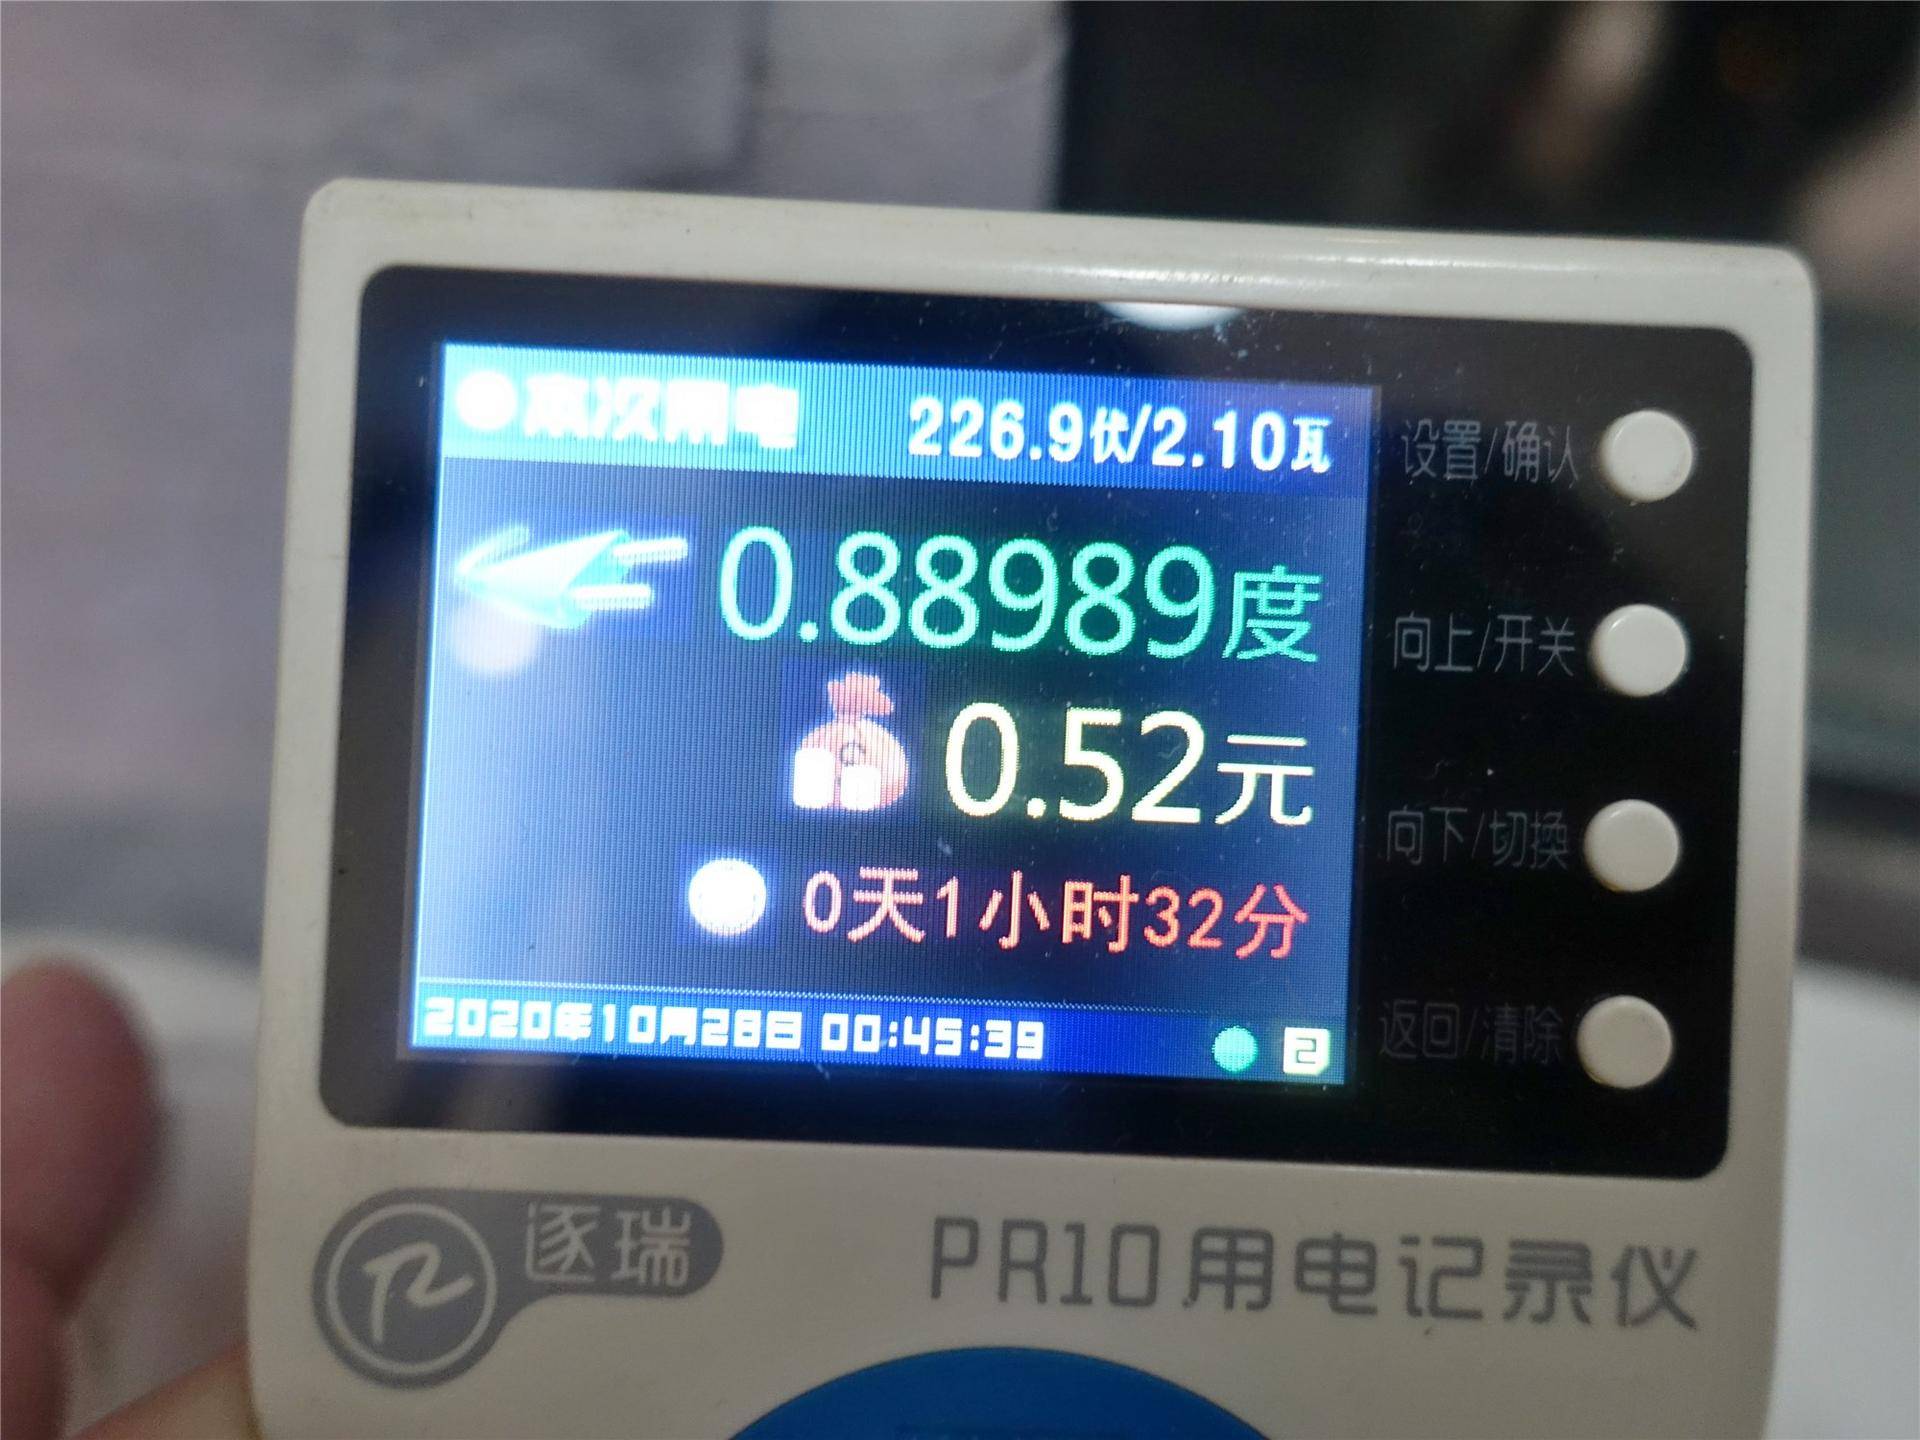 本次用电 226.9伏/2.10瓦
设置/确认
0.88989度
向上/开关
0.52元
向下/切换
0天1小时32分
2020年10月28日 00:45:39 2
返回/清除
逐瑞
PR10用电记录仪